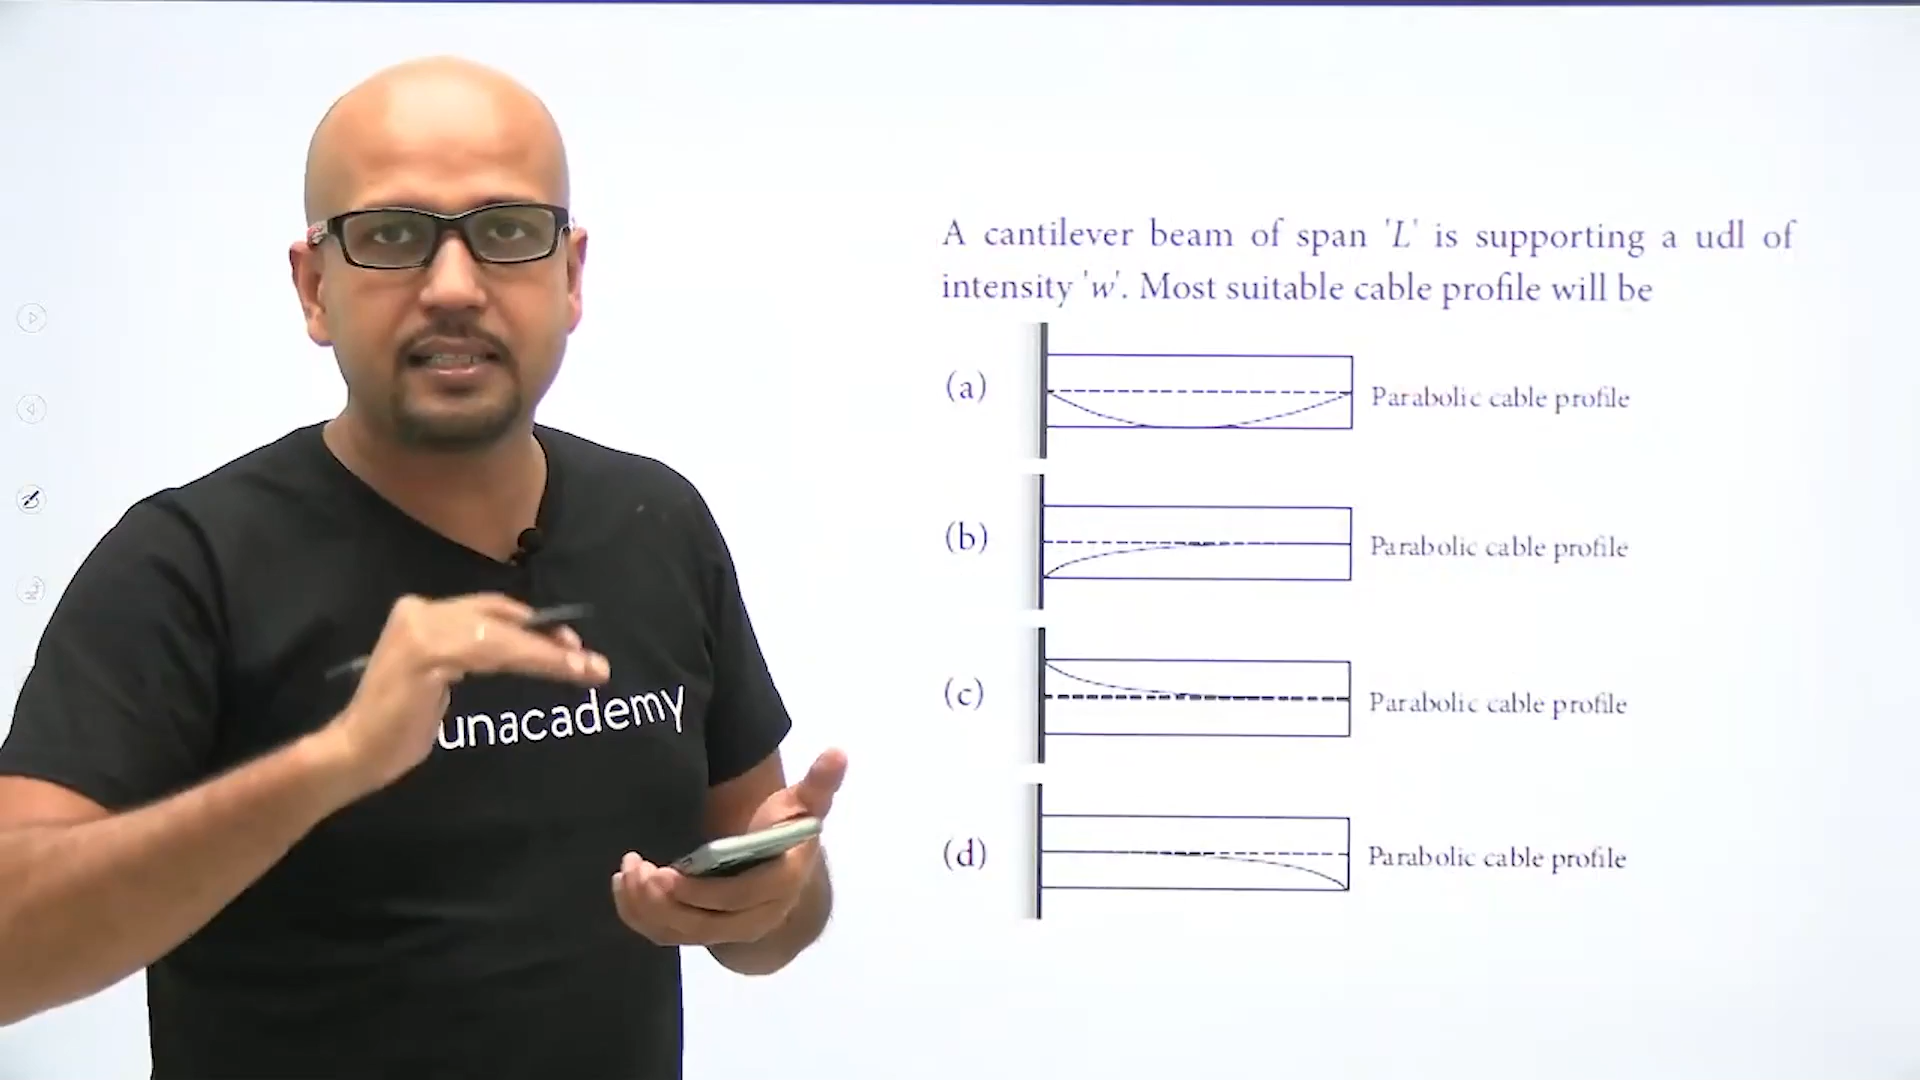 A cantilever beam of span 'L' is supporting a udl of
intensity 'w'. Most suitable cable profile will be
(a) Parabolic cable profile
(b) Parabolic cable profile
(c) Parabolic cable profile
(d) Parabolic cable profile
unacademy